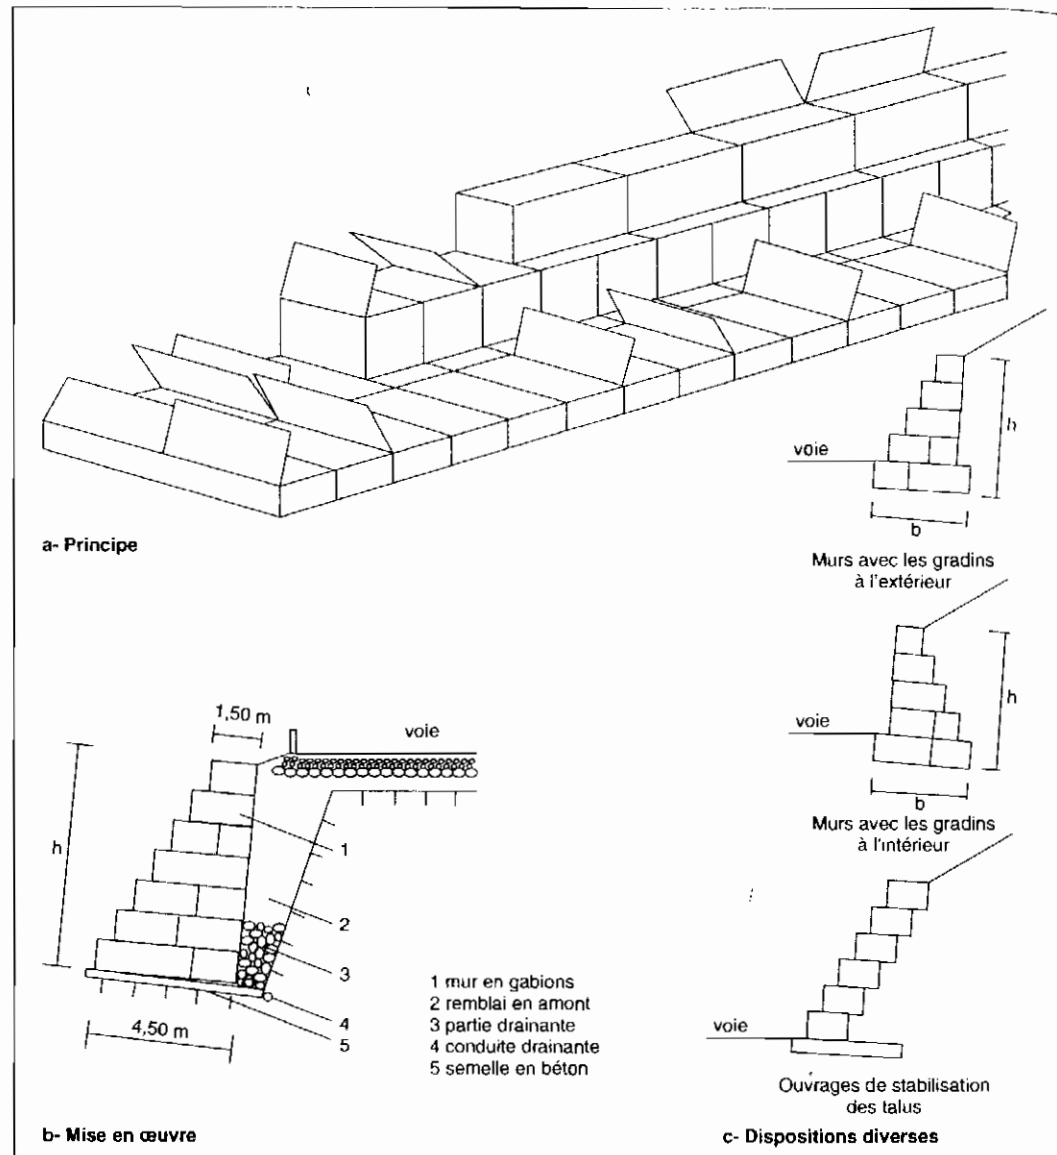 a- Principe
voie
h
b
Murs avec les gradins
à l'extérieur
voie
h
b
Murs avec les gradins
à l'intérieur
voie
Ouvrages de stabilisation
des talus
c- Dispositions diverses
1,50 m
voie
h
1
2
3
4
5
4,50 m
1 mur en gabions
2 remblai en amont
3 partie drainante
4 conduite drainante
5 semelle en béton
b- Mise en œuvre